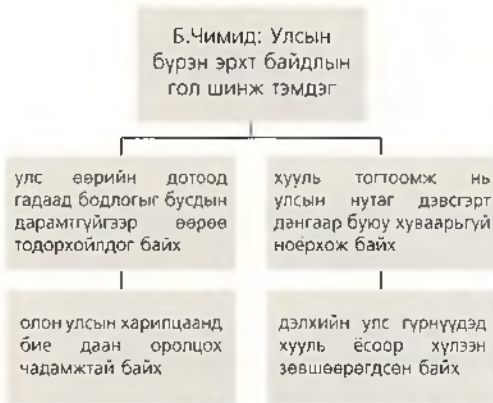 Б.Чимид: Улсын
бүрэн эрхт байдлын
гол шинж тэмдэг
улс өөрийн дотоод
гадаад бодлогыг бусдын
дарамтгүйгээр өөрөө
тодорхойлдог байх
хууль тогтоомж нь
улсын нутаг дэвсгэрт
дангаар буюу хуваарьгүй
ноёрхож байх
олон улсын харилцаанд
бие даан оролцох
чадамжтай байх
дэлхийн улс гүрнүүдэд
хууль ёсоор хүлээн
зөвшөөрөгдсөн байх